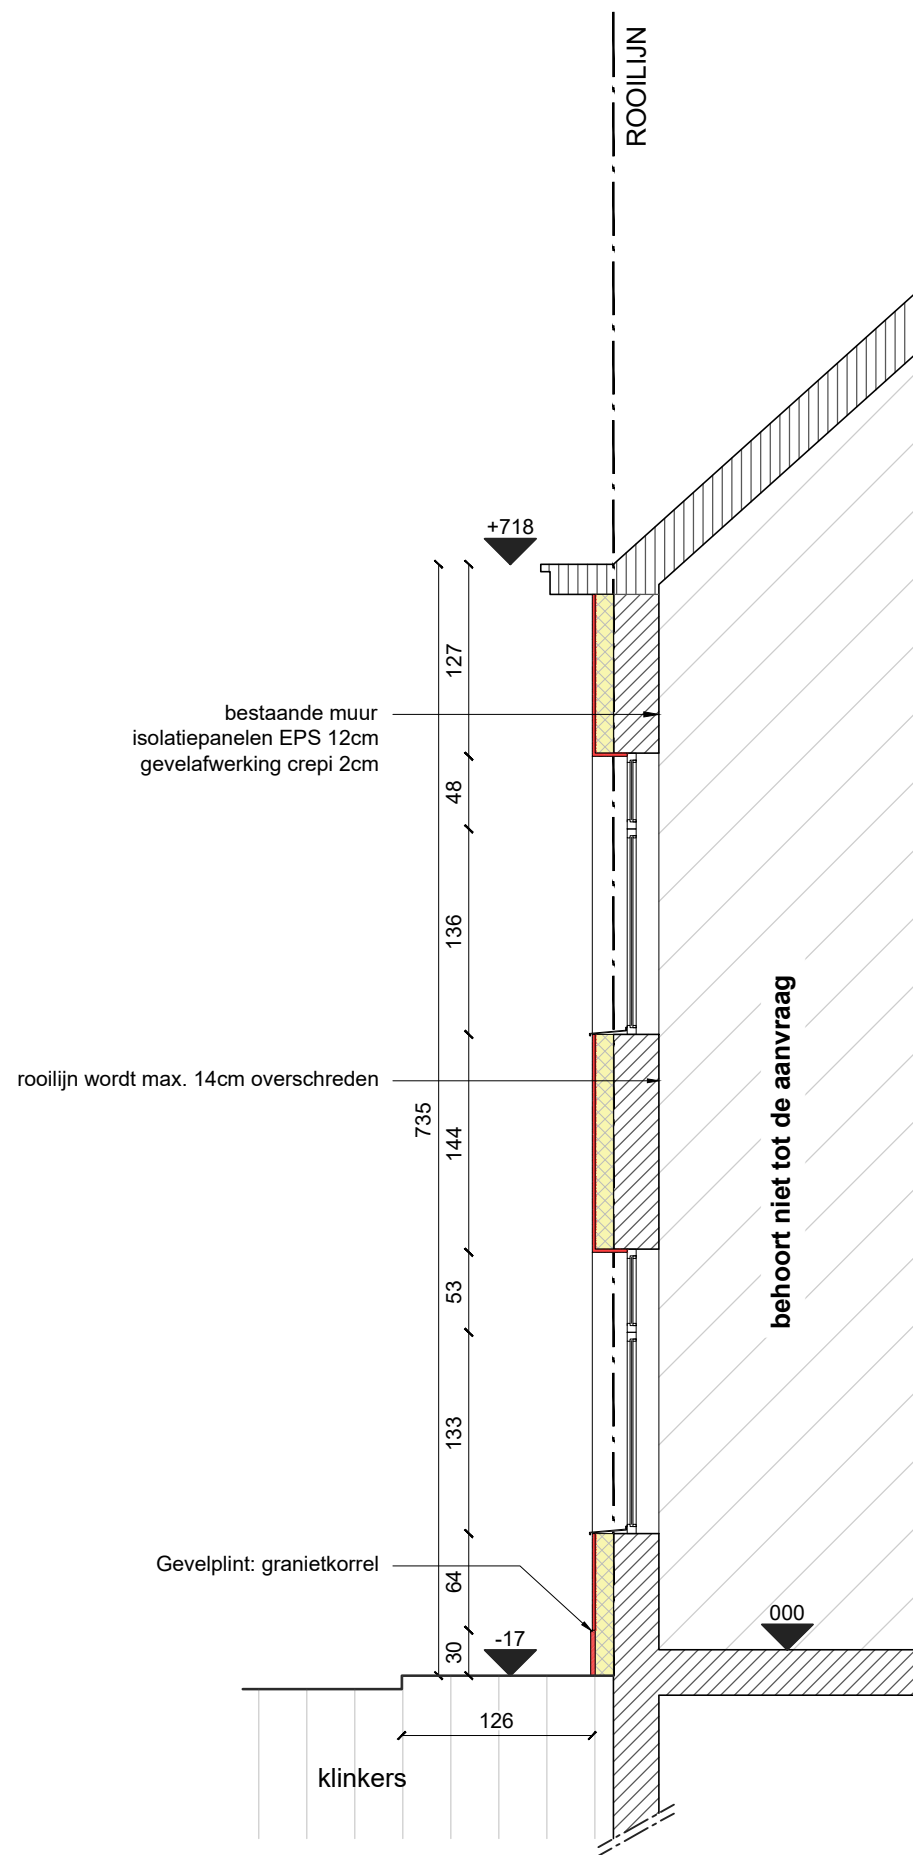 ROOILIJN
+718
127
bestaande muur
isolatiepanelen EPS 12cm
gevelafwerking crepi 2cm
48
136
behoort niet tot de aanvraag
rooilijn wordt max. 14cm overschreden
735
144
53
133
Gevelplint: granietkorrel
64
000
-17
30
126
klinkers